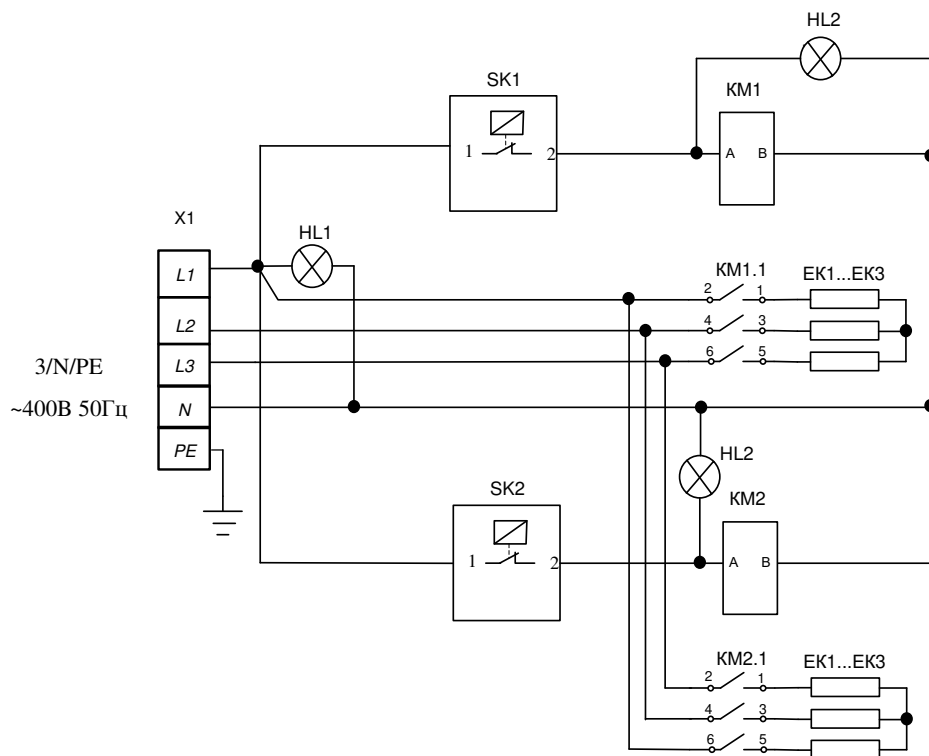 HL2
SK1
KM1
1
2
A
B
X1
HL1
L1
KM1.1
EK1...EK3
2
1
L2
4
3
L3
6
5
3/N/PE
~400В 50Гц
N
PE
HL2
SK2
KM2
1
2
A
B
KM2.1
EK1...EK3
2
1
4
3
6
5